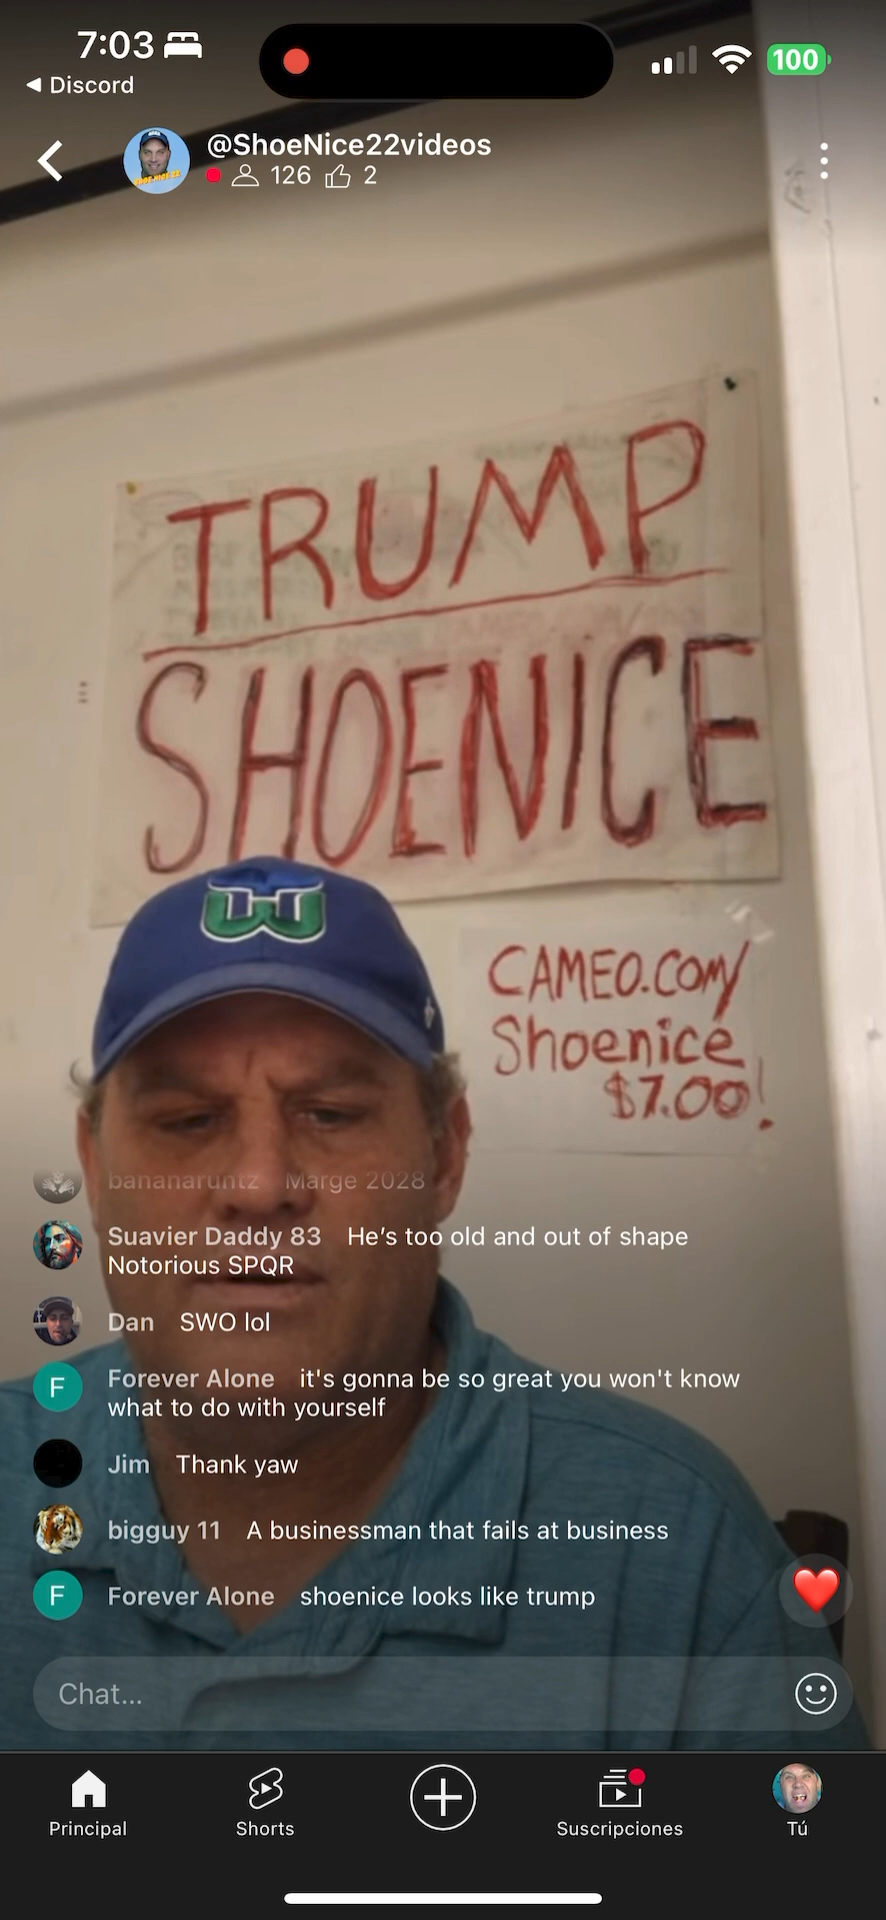 7:03
100
◄ Discord
@ShoeNice22videos
126 2
TRUMP
SHOENICE
CAMEO.COM/
Shoenice
$7.00!
bananaruntz Marge 2028
Suavier Daddy 83 He's too old and out of shape
Notorious SPQR
Dan SWO lol
F Forever Alone it's gonna be so great you won't know
what to do with yourself
Jim Thank yaw
bigguy 11 A businessman that fails at business
F Forever Alone shoenice looks like trump
Chat...
Principal
Shorts
Suscripciones
Tú